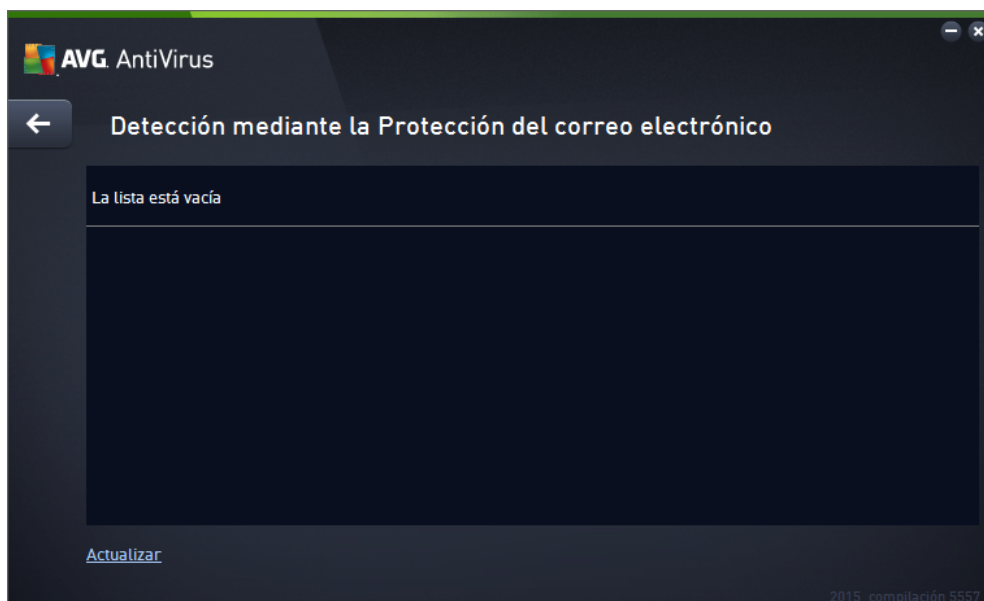 AVG. AntiVirus
Detección mediante la Protección del correo electrónico
La lista está vacía
Actualizar
2015 compilación 5557